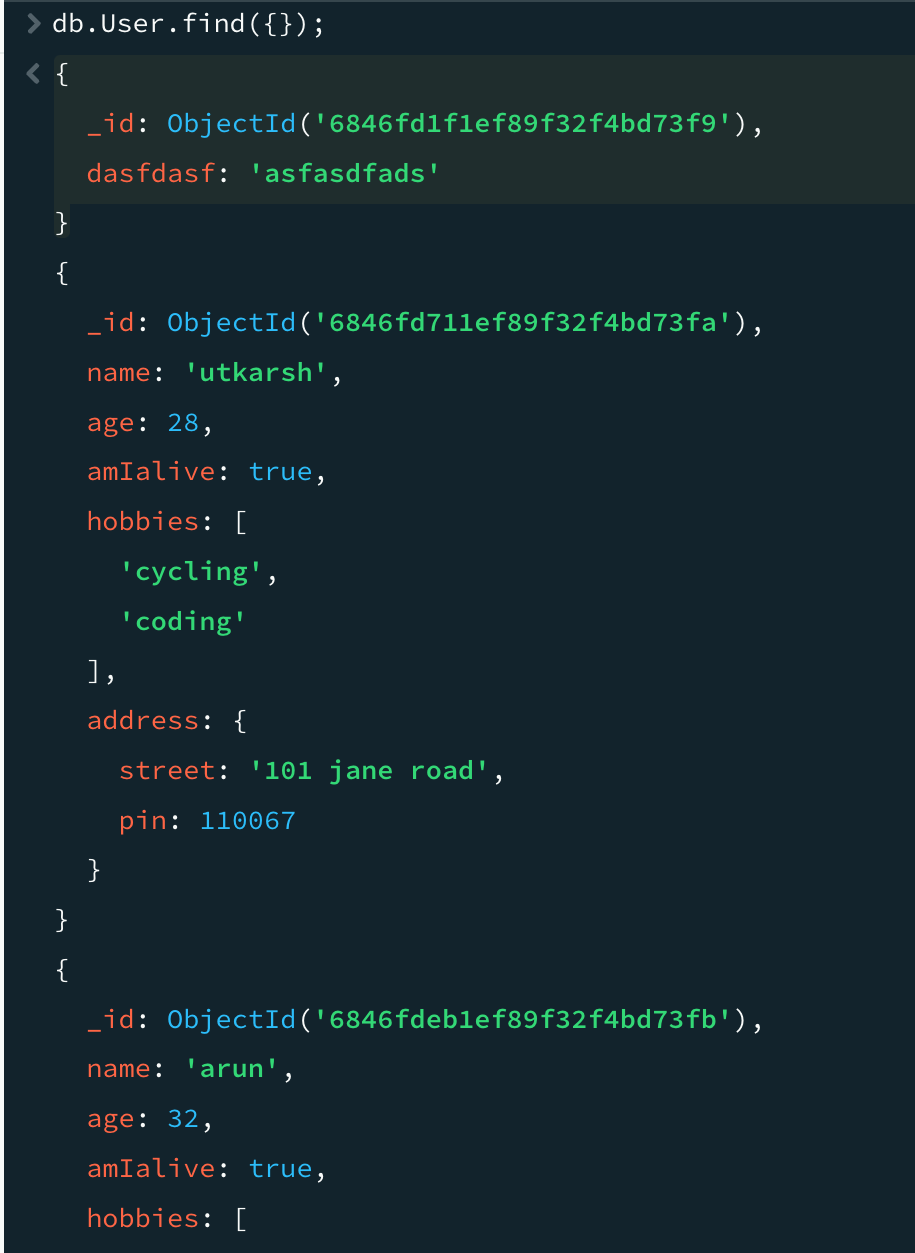 > db.User.find({});
< {
  _id: ObjectId('6846fd1f1ef89f32f4bd73f9'),
  dasfdasf: 'asfasdfads'
}
{
  _id: ObjectId('6846fd711ef89f32f4bd73fa'),
  name: 'utkarsh',
  age: 28,
  amIalive: true,
  hobbies: [
    'cycling',
    'coding'
  ],
  address: {
    street: '101 jane road',
    pin: 110067
  }
}
{
  _id: ObjectId('6846fdeb1ef89f32f4bd73fb'),
  name: 'arun',
  age: 32,
  amIalive: true,
  hobbies: [